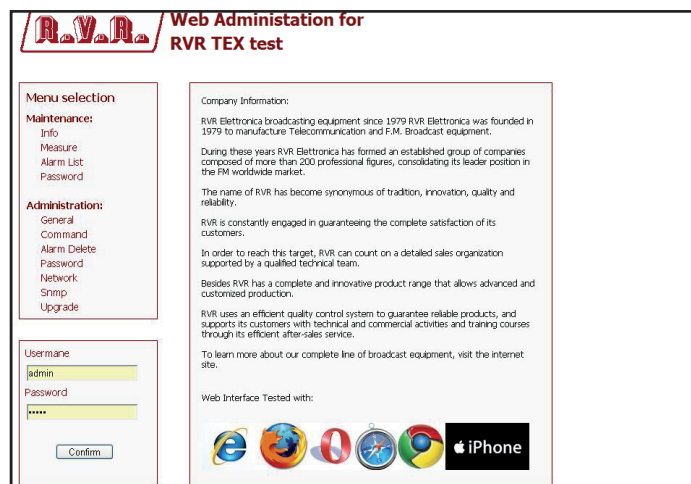 R.V.R.
Web Administation for
RVR TEX test
Menu selection
Maintenance:
Info
Measure
Alarm List
Password
Administration:
General
Command
Alarm Delete
Password
Network
Snmp
Upgrade
Usermane
admin
Password
•••••
Confirm
Company Information:
RVR Elettronica broadcasting equipment since 1979 RVR Elettronica was founded in
1979 to manufacture Telecommunication and F.M. Broadcast equipment.
During these years RVR Elettronica has formed an established group of companies
composed of more than 200 professional figures, consolidating its leader position in
the FM worldwide market.
The name of RVR has become synonymous of tradition, innovation, quality and
reliability.
RVR is constantly engaged in guaranteeing the complete satisfaction of its
customers.
In order to reach this target, RVR can count on a detailed sales organization
supported by a qualified technical team.
Besides RVR has a complete and innovative product range that allows advanced and
customized production.
RVR uses an efficient quality control system to guarantee reliable products, and
supports its customers with technical and commercial activities and training courses
through its efficient after-sales service.
To learn more about our complete line of broadcast equipment, visit the internet
site.
Web Interface Tested with:
iPhone